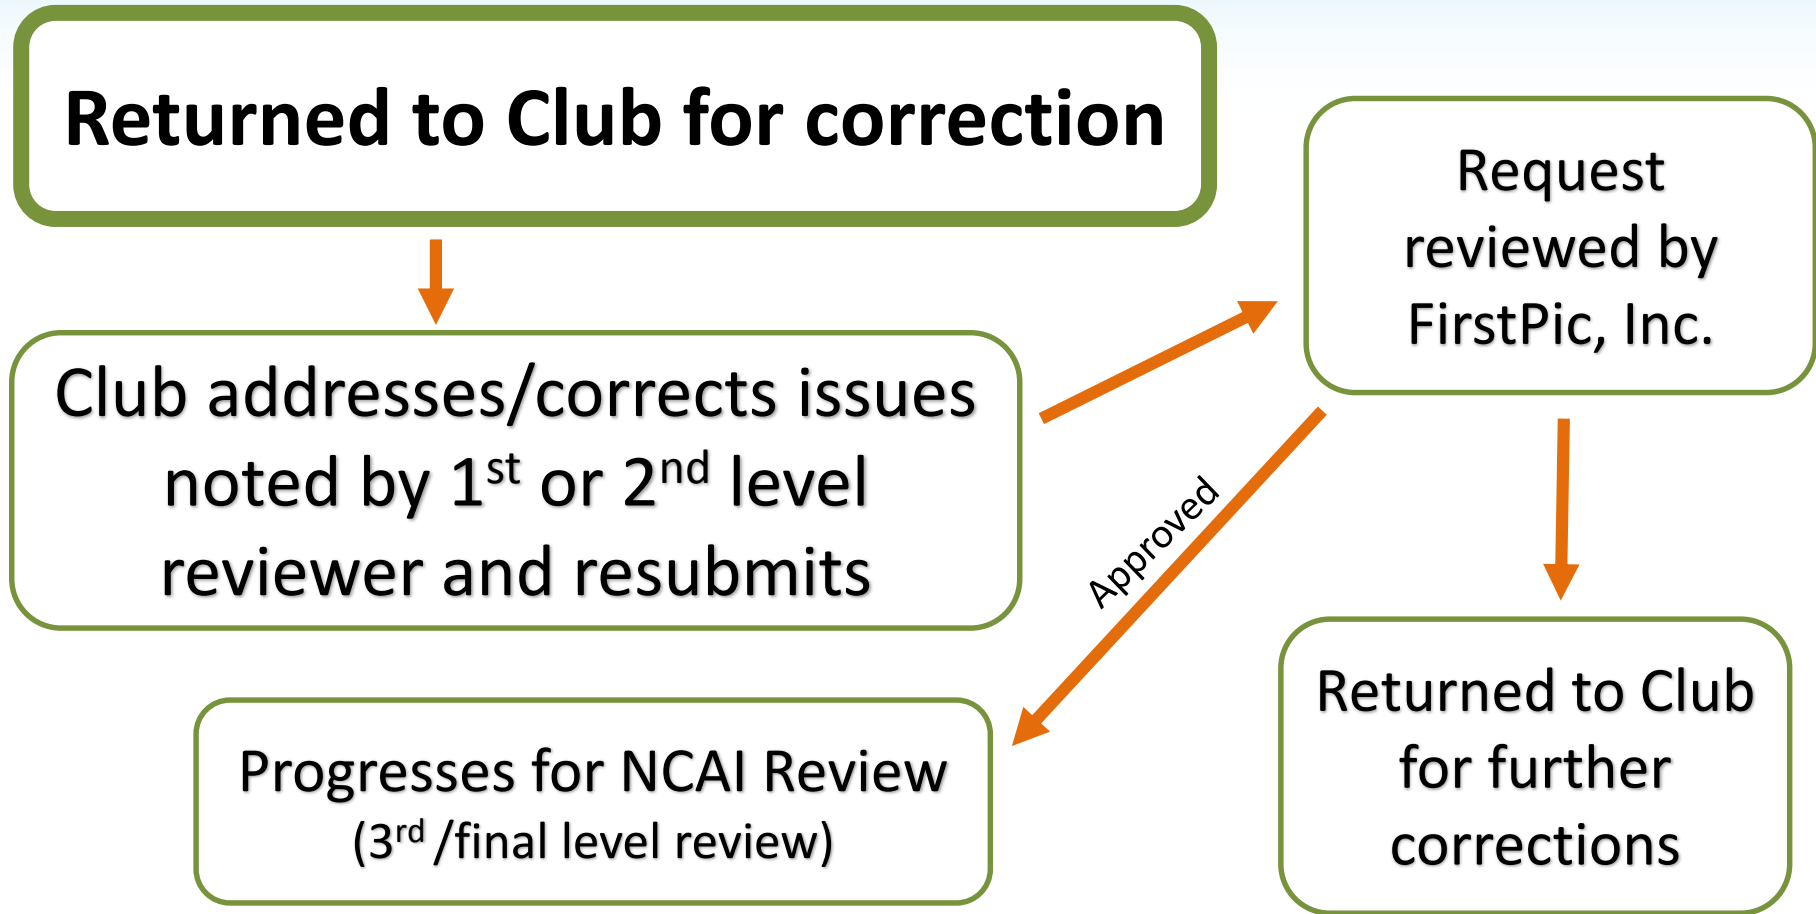 Returned to Club for correction
Club addresses/corrects issues
noted by 1st or 2nd level
reviewer and resubmits
Request
reviewed by
FirstPic, Inc.
Approved
Progresses for NCAI Review
(3rd /final level review)
Returned to Club
for further
corrections